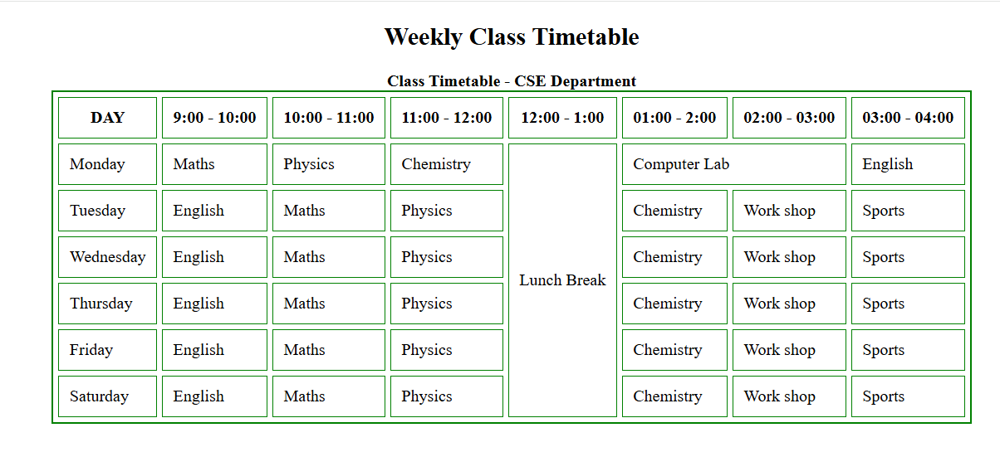 Weekly Class Timetable
Class Timetable - CSE Department
DAY 9:00 - 10:00 10:00 - 11:00 11:00 - 12:00 12:00 - 1:00 01:00 - 2:00 02:00 - 03:00 03:00 - 04:00
Monday Maths Physics Chemistry Computer Lab English
Tuesday English Maths Physics Chemistry Work shop Sports
Wednesday English Maths Physics Chemistry Work shop Sports
Lunch Break
Thursday English Maths Physics Chemistry Work shop Sports
Friday English Maths Physics Chemistry Work shop Sports
Saturday English Maths Physics Chemistry Work shop Sports